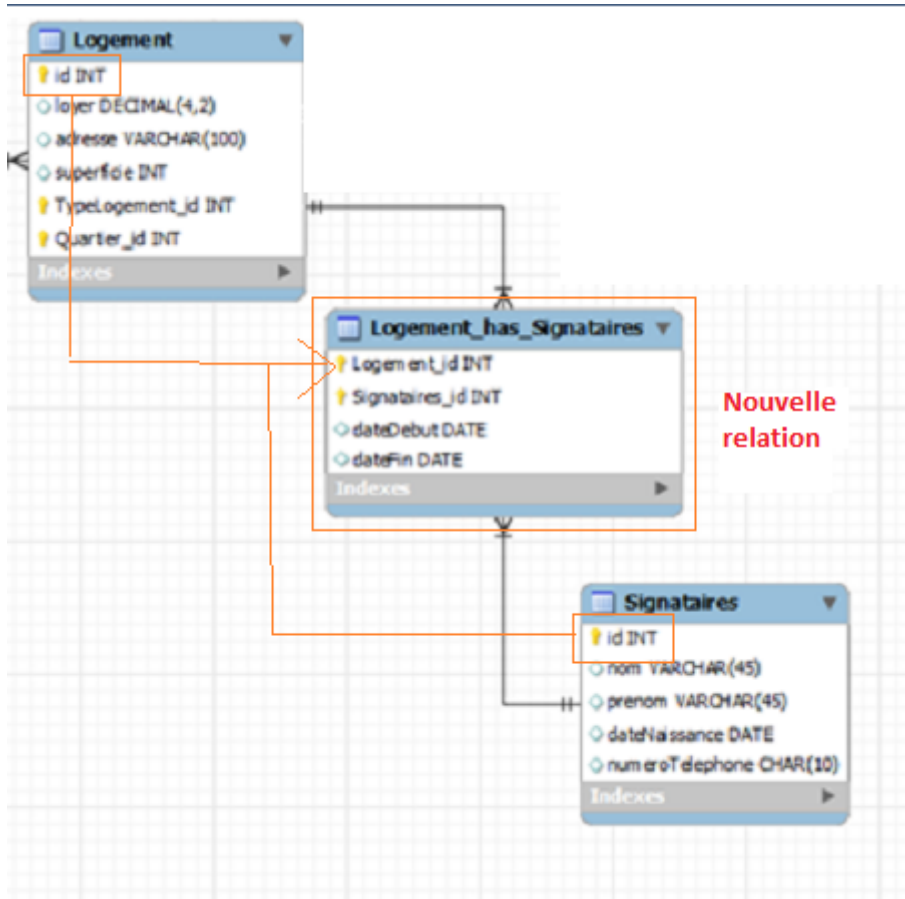 Logement
id INT
loyer DECIMAL(4,2)
adresse VARCHAR(100)
superficie INT
TypeLogement_id INT
Quartier_id INT
Indexes
Logement_has_Signataires
Logement_id INT
Signataires_id INT
dateDebut DATE
dateFin DATE
Indexes
Nouvelle
relation
Signataires
id INT
nom VARCHAR(45)
prenom VARCHAR(45)
dateNaissance DATE
numeroTelephone CHAR(10)
Indexes